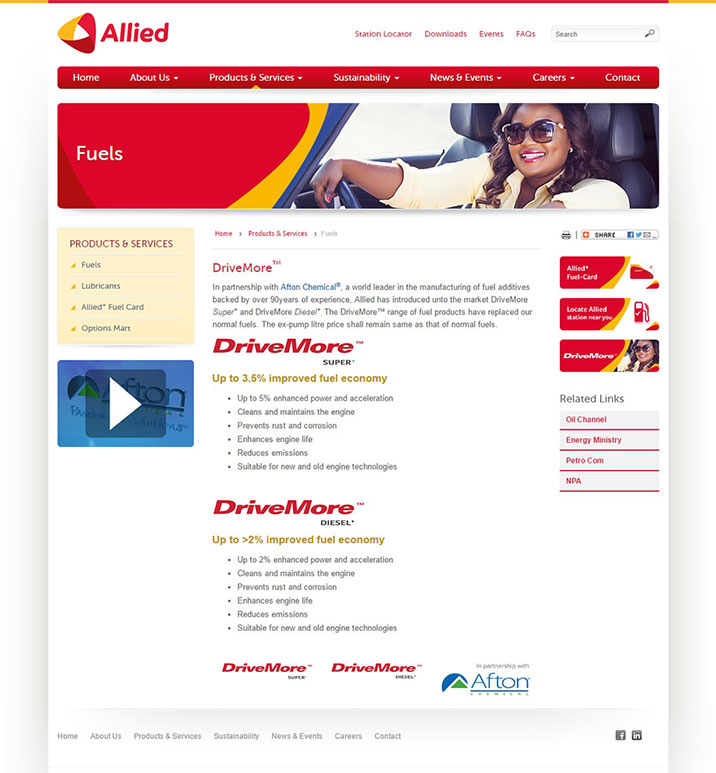 Allied
Station Locator Downloads Events FAQs Search
Home About Us Products & Services Sustainability News & Events Careers Contact
Fuels
PRODUCTS & SERVICES
Fuels
Lubricants
Allied+ Fuel Card
Options Mart
Afton
Home › Products & Services › Fuels
DriveMore™
In partnership with Afton Chemical®, a world leader in the manufacturing of fuel additives
backed by over 90years of experience, Allied has introduced unto the market DriveMore
Super+ and DriveMore Diesel+. The DriveMore™ range of fuel products have replaced our
normal fuels. The ex-pump litre price shall remain same as that of normal fuels.
DriveMore™
SUPER+
Up to 3.5% improved fuel economy
• Up to 5% enhanced power and acceleration
• Cleans and maintains the engine
• Prevents rust and corrosion
• Enhances engine life
• Reduces emissions
• Suitable for new and old engine technologies
DriveMore™
DIESEL+
Up to >2% improved fuel economy
• Up to 2% enhanced power and acceleration
• Cleans and maintains the engine
• Prevents rust and corrosion
• Enhances engine life
• Reduces emissions
• Suitable for new and old engine technologies
DriveMore™
SUPER+
DriveMore™
DIESEL+
In partnership with
Afton®
CHEMICAL
SHARE
Allied+
Fuel-Card
Locate Allied
station near you
DriveMore™
Related Links
Oil Channel
Energy Ministry
Petro Com
NPA
Home About Us Products & Services Sustainability News & Events Careers Contact